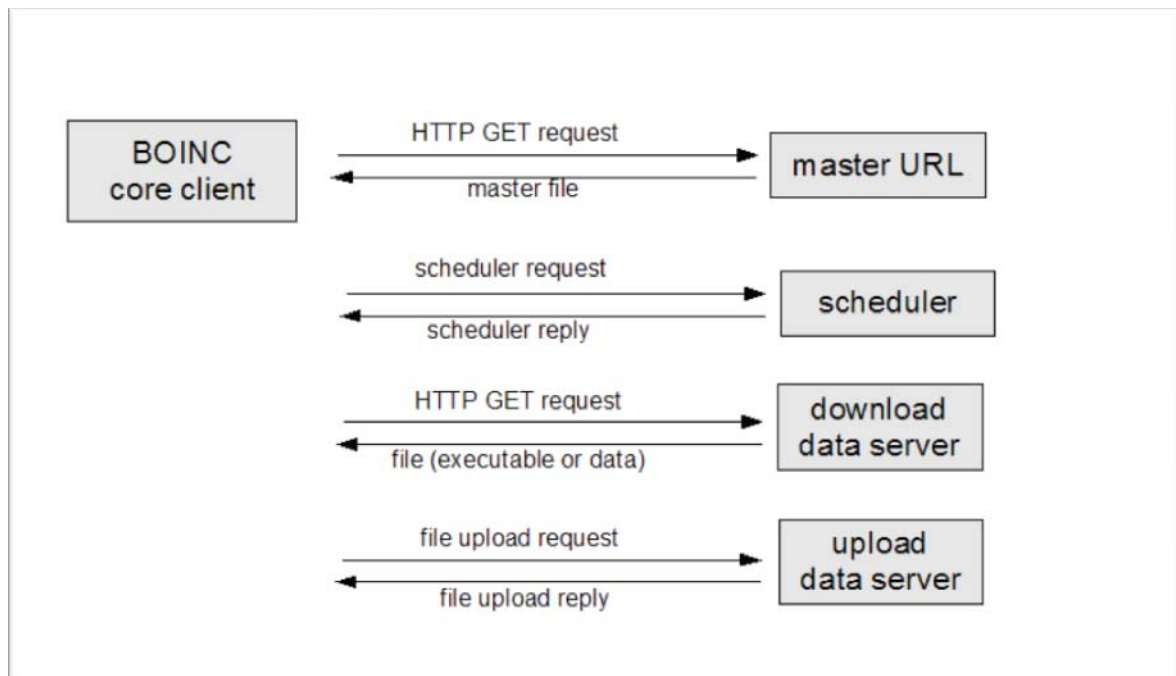 BOINC
core client
HTTP GET request
master file
master URL
scheduler request
scheduler reply
scheduler
HTTP GET request
file (executable or data)
download
data server
file upload request
file upload reply
upload
data server